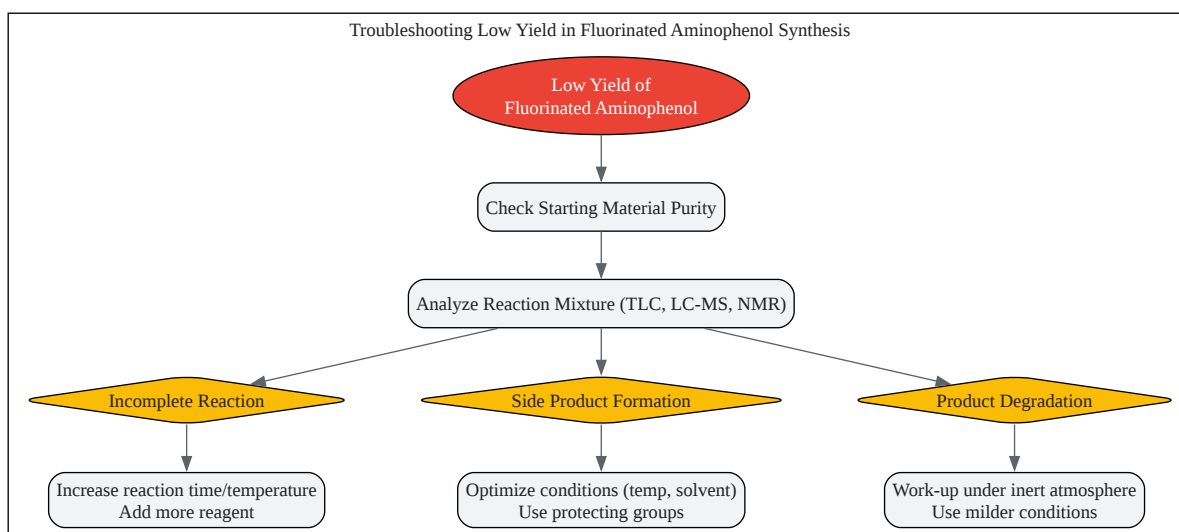 Troubleshooting Low Yield in Fluorinated Aminophenol Synthesis
Low Yield of
Fluorinated Aminophenol
Check Starting Material Purity
Analyze Reaction Mixture (TLC, LC-MS, NMR)
Incomplete Reaction
Side Product Formation
Product Degradation
Increase reaction time/temperature
Add more reagent
Optimize conditions (temp, solvent)
Use protecting groups
Work-up under inert atmosphere
Use milder conditions